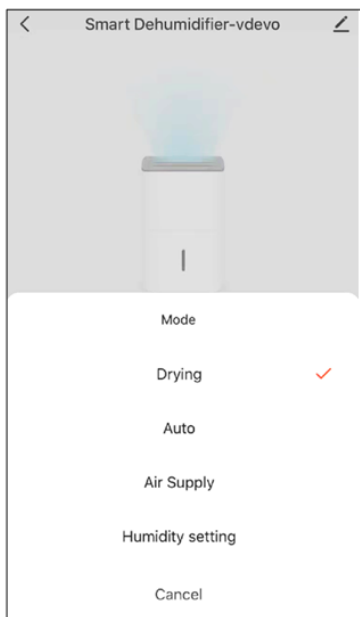 Smart Dehumidifier-vdevo
Mode
Drying
Auto
Air Supply
Humidity setting
Cancel